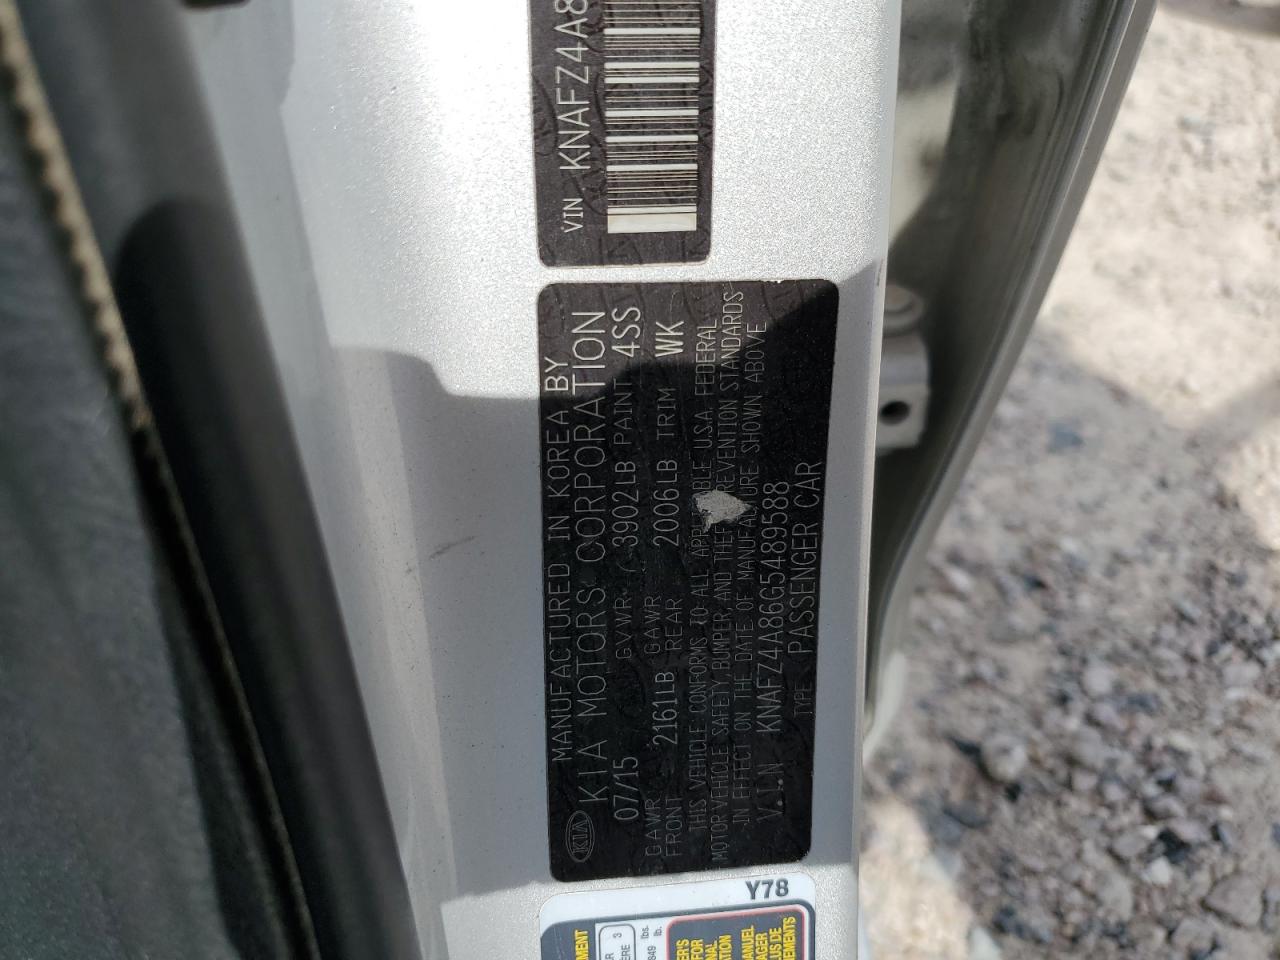 VIN KNAFZ4A8
MANUFACTURED IN KOREA BY
KIA
KIA MOTORS CORPORATION
07/15 GVWR 3902LB PAINT 4SS
GAWR FRONT 2161LB GAWR REAR 2006LB TRIM WK
THIS VEHICLE CONFORMS TO ALL U.S.A. FEDERAL
MOTOR VEHICLE SAFETY, BUMPER, AND PREVENTION STANDARDS
IN EFFECT ON THE DATE OF MANUFACTURE SHOWN ABOVE
V.I.N KNAFZ4A86G5489588
TYPE PASSENGER CAR
Y78